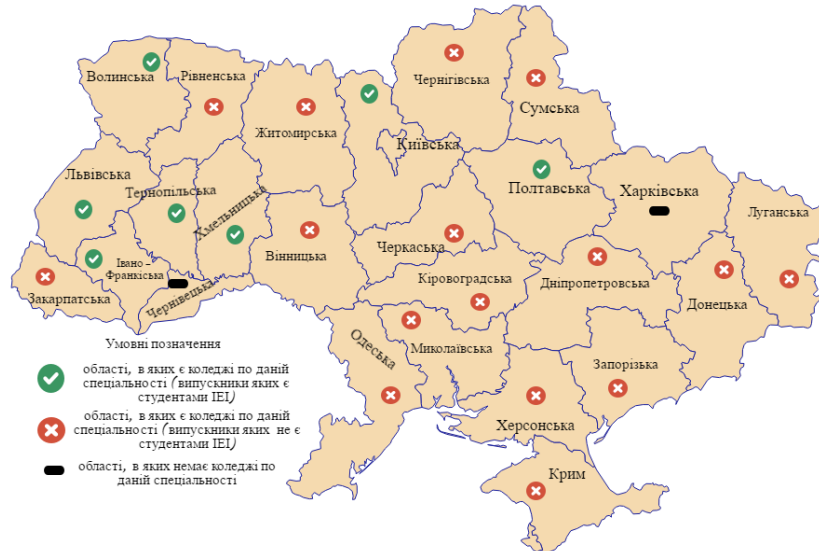 Волинська
Рівненська
Чернігівська
Сумська
Житомирська
Київська
Львівська
Тернопільська
Хмельницька
Полтавська
Харківська
Луганська
Івано –
Франкіська
Вінницька
Черкаська
Закарпатська
Чернівецька
Кіровоградська
Дніпропетровська
Донецька
Одеська
Миколаївська
Запорізька
Херсонська
Крим
Умовні позначення
області, в яких є коледжі по даній
спеціальності (випускники яких є
студентами ІЕІ)
області, в яких є коледжі по даній
спеціальності (випускники яких не є
студентами ІЕІ)
області, в яких немає коледжі по
даній спеціальності